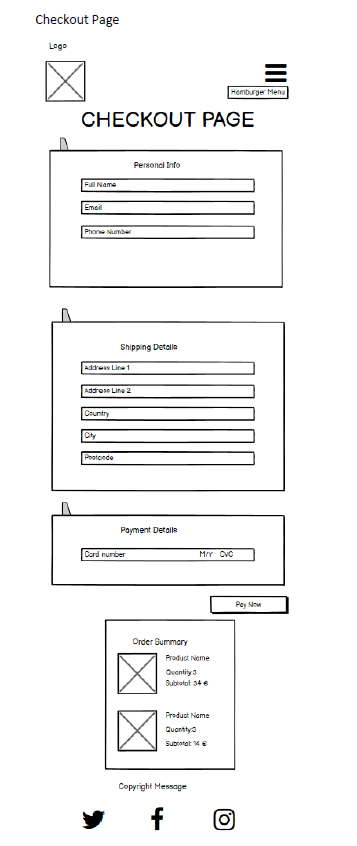 Checkout Page
Logo
Hamburger Menu
CHECKOUT PAGE
Personal Info
Full Name
Email
Phone Number
Shipping Details
Address Line 1
Address Line 2
Country
City
Postcode
Payment Details
Card number M/Y CVC
Pay Now
Order Summary
Product Name
Quantity:3
Subtotal: 34 €
Product Name
Quantity:3
Subtotal: 14 €
Copyright Message